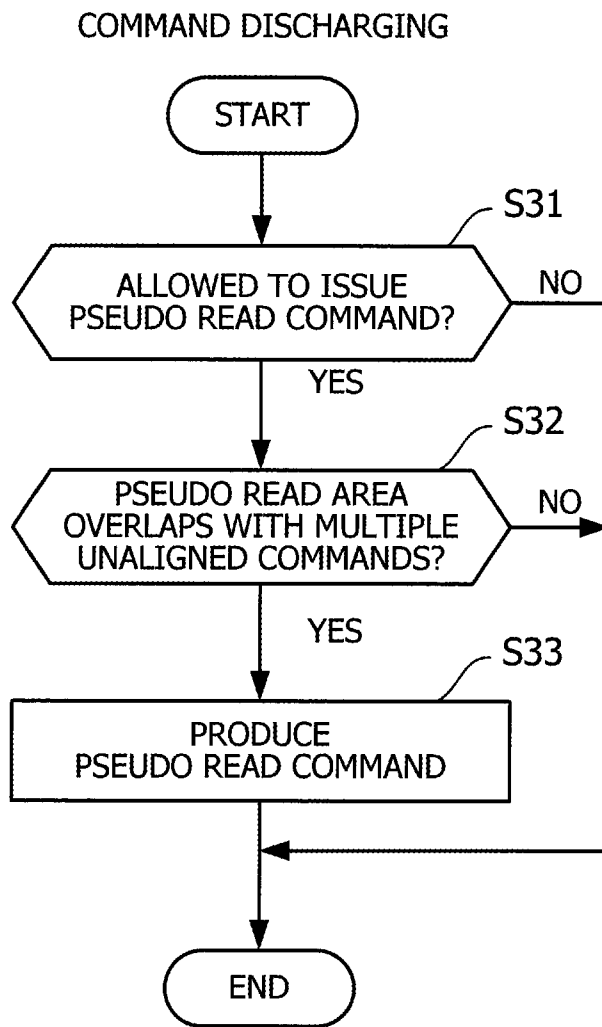 COMMAND DISCHARGING
START
S31
ALLOWED TO ISSUE
PSEUDO READ COMMAND?
NO
YES
S32
PSEUDO READ AREA
OVERLAPS WITH MULTIPLE
UNALIGNED COMMANDS?
NO
YES
S33
PRODUCE
PSEUDO READ COMMAND
END